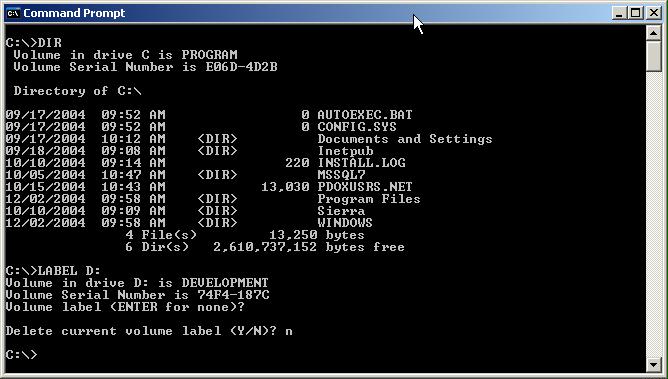 Command Prompt
C:\>DIR
 Volume in drive C is PROGRAM
 Volume Serial Number is E06D-4D2B
 Directory of C:\
09/17/2004  09:52 AM                 0 AUTOEXEC.BAT
09/17/2004  09:52 AM                 0 CONFIG.SYS
09/17/2004  10:12 AM    <DIR>          Documents and Settings
09/18/2004  09:08 AM    <DIR>          Inetpub
10/10/2004  09:14 AM               220 INSTALL.LOG
10/05/2004  10:47 AM    <DIR>          MSSQL7
10/15/2004  10:43 AM            13,030 PDOXUSRS.NET
12/02/2004  09:58 AM    <DIR>          Program Files
10/10/2004  09:09 AM    <DIR>          Sierra
12/02/2004  09:58 AM    <DIR>          WINDOWS
               4 File(s)         13,250 bytes
               6 Dir(s)   2,610,737,152 bytes free
C:\>LABEL D:
Volume in drive D: is DEVELOPMENT
Volume Serial Number is 74F4-187C
Volume label (ENTER for none)?
Delete current volume label (Y/N)? n
C:\>